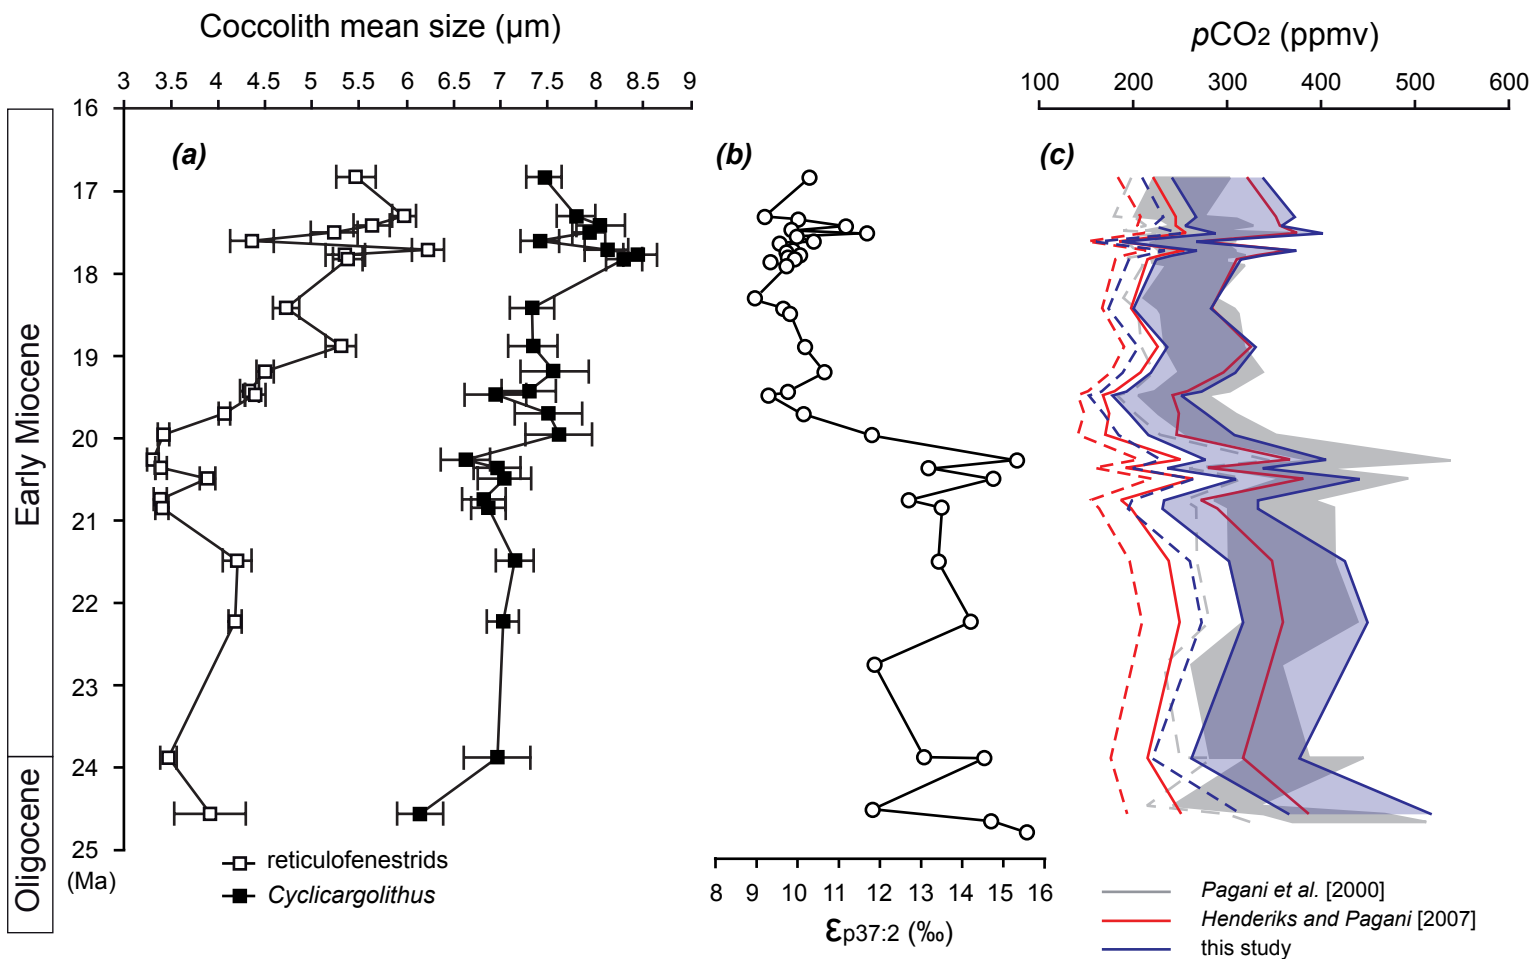 Coccolith mean size (µm)
pCO2 (ppmv)
3 3.5 4 4.5 5 5.5 6 6.5 7 7.5 8 8.5 9
100 200 300 400 500 600
(a)
(b)
(c)
16
17
18
19
20
21
22
23
24
25
(Ma)
Early Miocene
Oligocene
reticulofenestrids
Cyclicargolithus
8 9 10 11 12 13 14 15 16
εp37:2 (‰)
Pagani et al. [2000]
Henderiks and Pagani [2007]
this study